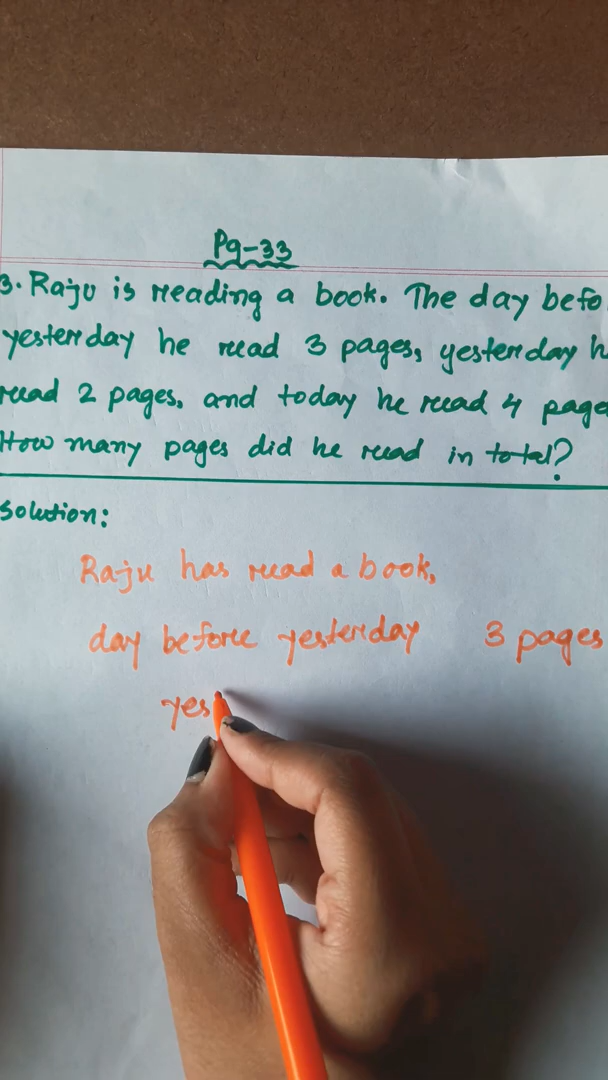 Pg-33
3. Raju is reading a book. The day befo
yesterday he read 3 pages, yesterday h
read 2 pages, and today he read 4 page
How many pages did he read in total?
Solution:
Raju has read a book,
day before yesterday 3 pages
yes